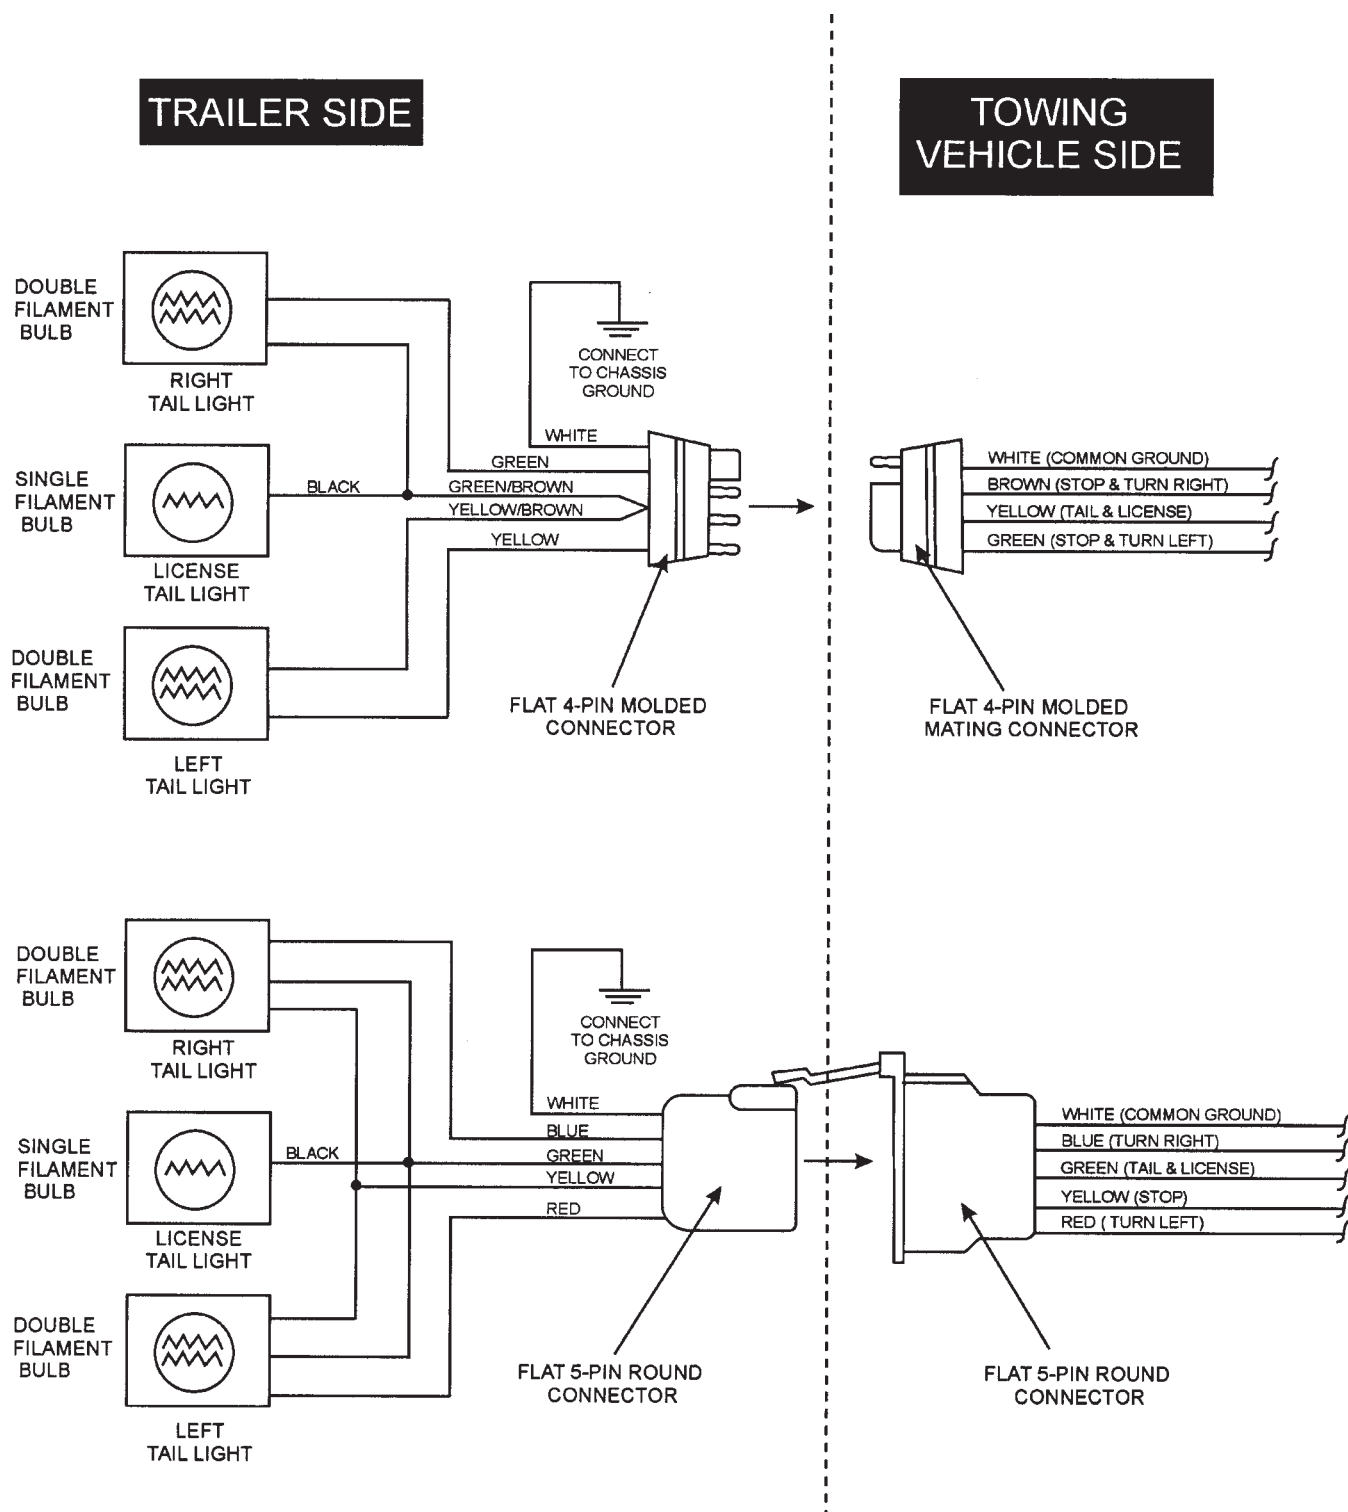 TRAILER SIDE
TOWING
VEHICLE SIDE
DOUBLE
FILAMENT
BULB
RIGHT
TAIL LIGHT
CONNECT
TO CHASSIS
GROUND
SINGLE
FILAMENT
BULB
BLACK
LICENSE
TAIL LIGHT
WHITE
GREEN
GREEN/BROWN
YELLOW/BROWN
YELLOW
WHITE (COMMON GROUND)
BROWN (STOP & TURN RIGHT)
YELLOW (TAIL & LICENSE)
GREEN (STOP & TURN LEFT)
DOUBLE
FILAMENT
BULB
LEFT
TAIL LIGHT
FLAT 4-PIN MOLDED
CONNECTOR
FLAT 4-PIN MOLDED
MATING CONNECTOR
DOUBLE
FILAMENT
BULB
RIGHT
TAIL LIGHT
CONNECT
TO CHASSIS
GROUND
SINGLE
FILAMENT
BULB
BLACK
LICENSE
TAIL LIGHT
WHITE
BLUE
GREEN
YELLOW
RED
WHITE (COMMON GROUND)
BLUE (TURN RIGHT)
GREEN (TAIL & LICENSE)
YELLOW (STOP)
RED ( TURN LEFT)
DOUBLE
FILAMENT
BULB
LEFT
TAIL LIGHT
FLAT 5-PIN ROUND
CONNECTOR
FLAT 5-PIN ROUND
CONNECTOR